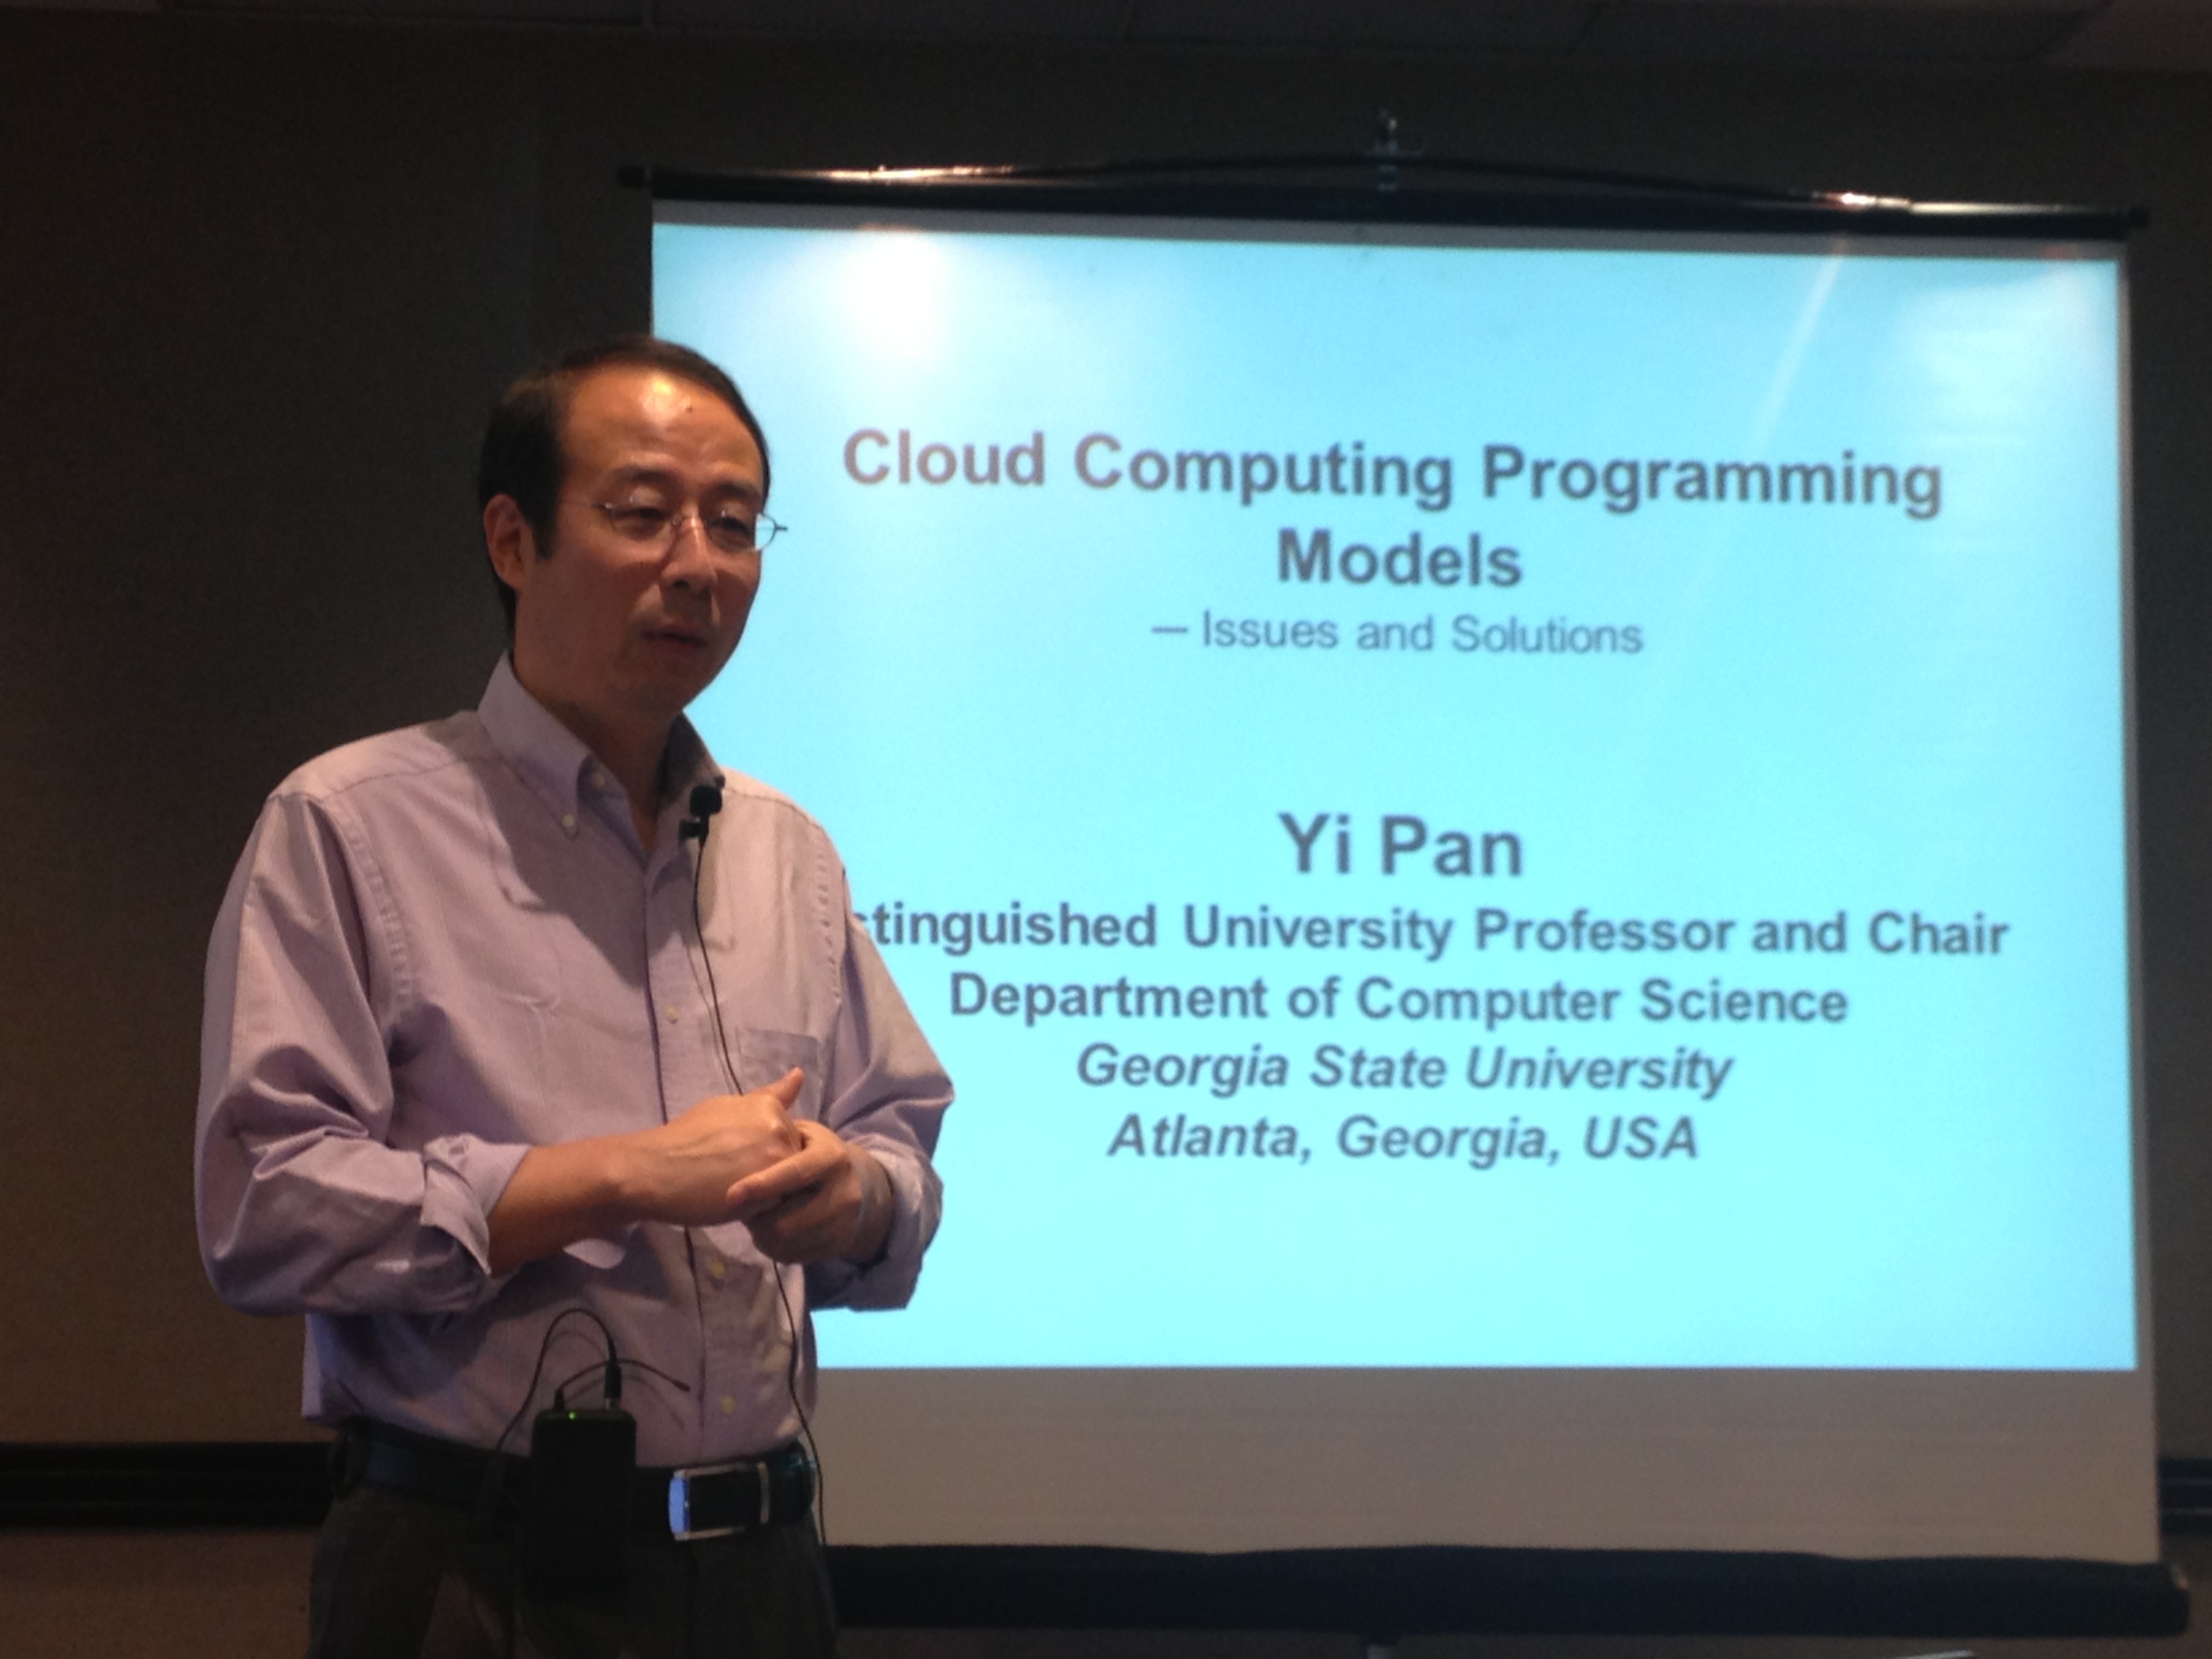 Cloud Computing Programming
Models
— Issues and Solutions
Yi Pan
stinguished University Professor and Chair
Department of Computer Science
Georgia State University
Atlanta, Georgia, USA